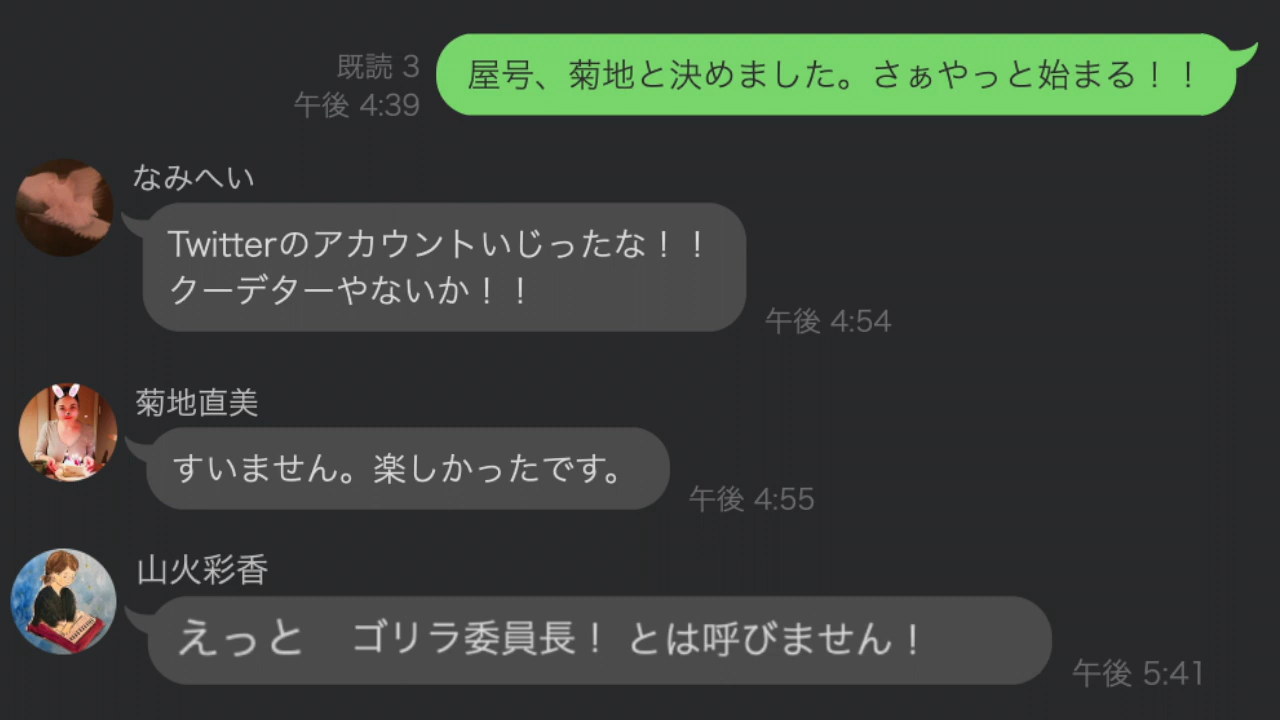 屋号、菊地と決めました。さぁやっと始まる！！
既読 3
午後 4:39
なみへい
Twitterのアカウントいじったな！！
クーデターやないか！！
午後 4:54
菊地直美
すいません。楽しかったです。
午後 4:55
山火彩香
えっと　ゴリラ委員長！ とは呼びません！
午後 5:41